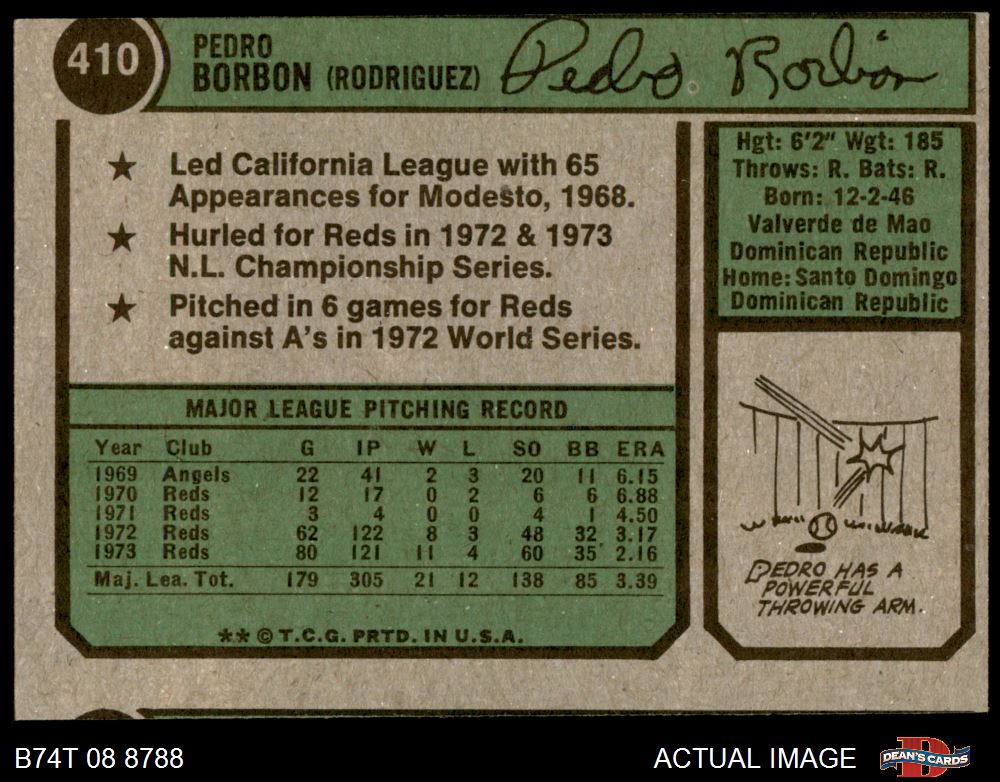 410
PEDRO
BORBON (RODRIGUEZ)
Pedro Borbon
★ Led California League with 65
Appearances for Modesto, 1968.
★ Hurled for Reds in 1972 & 1973
N.L. Championship Series.
★ Pitched in 6 games for Reds
against A's in 1972 World Series.
Hgt: 6'2" Wgt: 185
Throws: R. Bats: R.
Born: 12-2-46
Valverde de Mao
Dominican Republic
Home: Santo Domingo
Dominican Republic
MAJOR LEAGUE PITCHING RECORD
Year Club G IP W L SO BB ERA
1969 Angels 22 41 2 3 20 11 6.15
1970 Reds 12 17 0 2 6 6 6.88
1971 Reds 3 4 0 0 4 1 4.50
1972 Reds 62 122 8 3 48 32 3.17
1973 Reds 80 121 11 4 60 35 2.16
Maj. Lea. Tot. 179 305 21 12 138 85 3.39
** © T.C.G. PRTD. IN U.S.A.
PEDRO HAS A
POWERFUL
THROWING ARM.
B74T 08 8788
ACTUAL IMAGE
DEAN'S CARDS